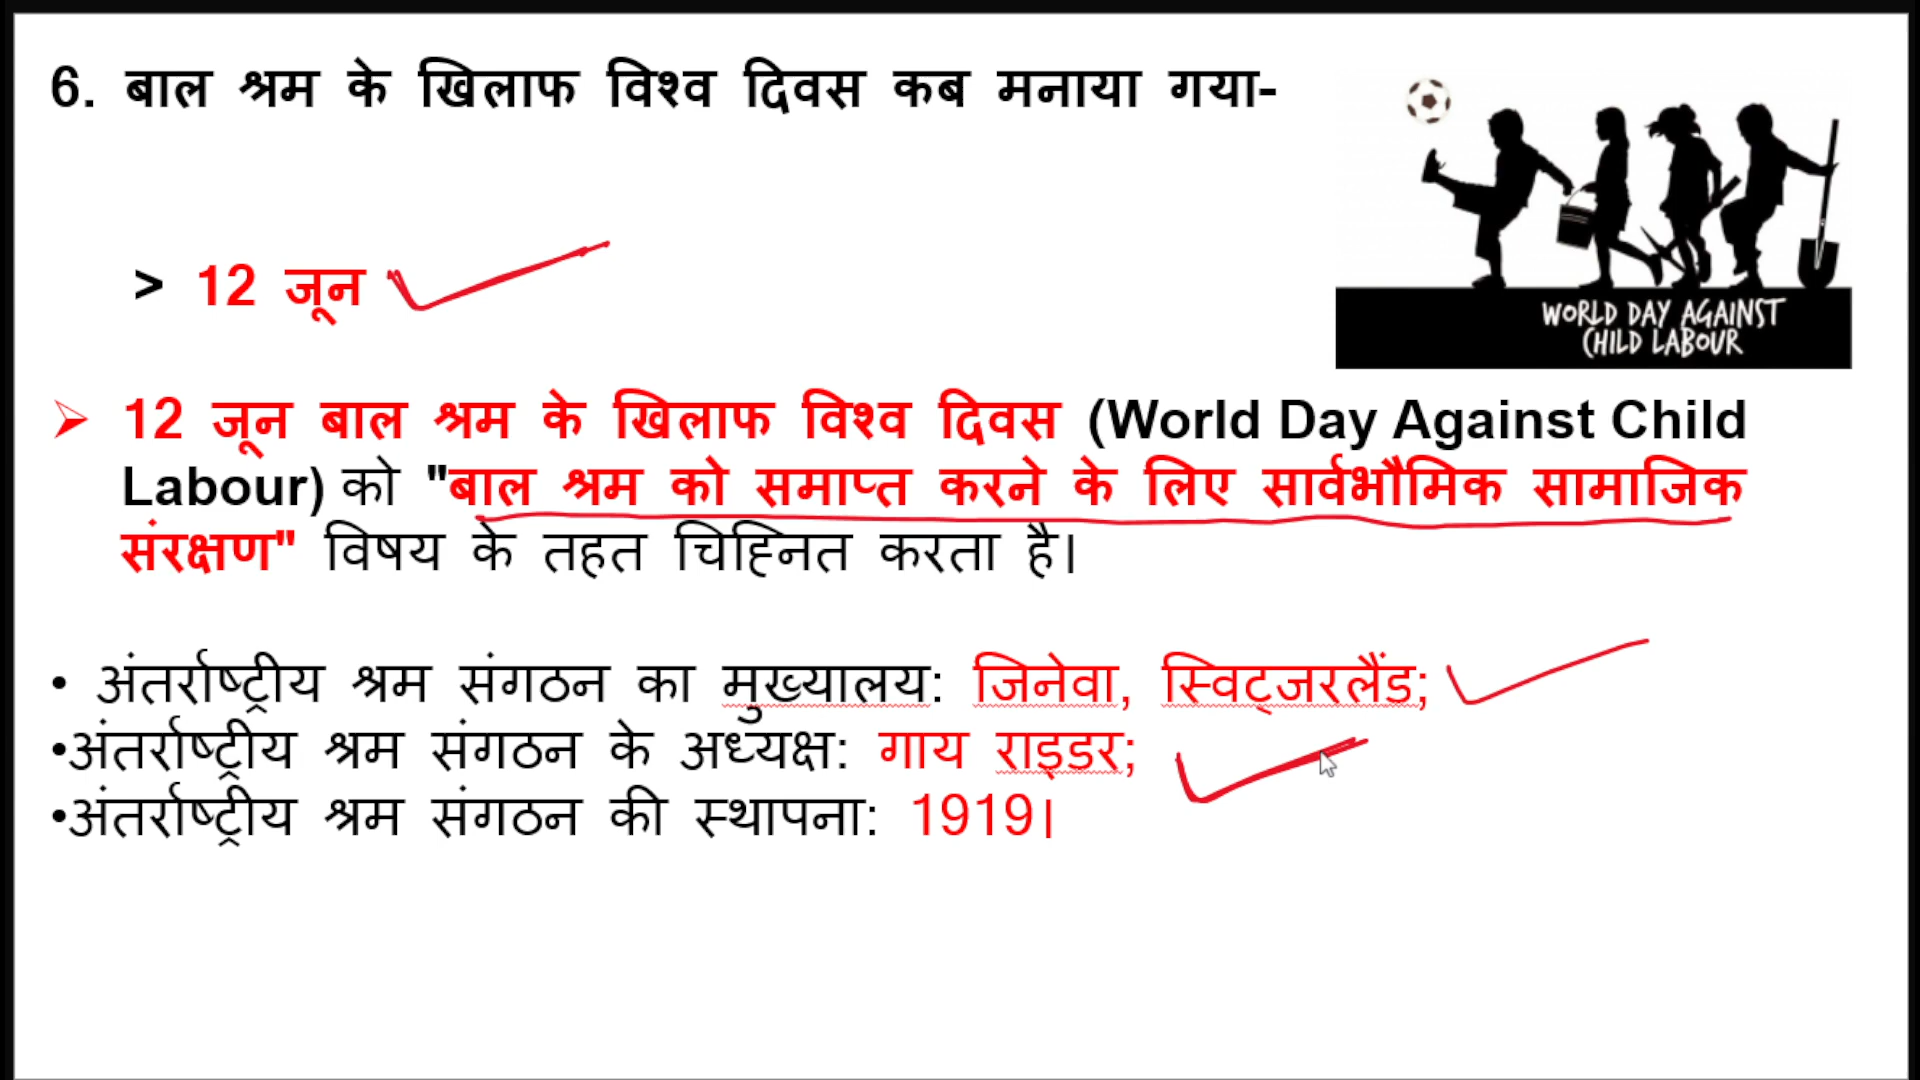 6. बाल श्रम के खिलाफ विश्व दिवस कब मनाया गया-
WORLD DAY AGAINST
CHILD LABOUR
> 12 जून
➢ 12 जून बाल श्रम के खिलाफ विश्व दिवस (World Day Against Child
Labour) को "बाल श्रम को समाप्त करने के लिए सार्वभौमिक सामाजिक
संरक्षण" विषय के तहत चिह्नित करता है।
• अंतर्राष्ट्रीय श्रम संगठन का मुख्यालय: जिनेवा, स्विट्जरलैंड;
•अंतर्राष्ट्रीय श्रम संगठन के अध्यक्ष: गाय राइडर;
•अंतर्राष्ट्रीय श्रम संगठन की स्थापना: 1919।